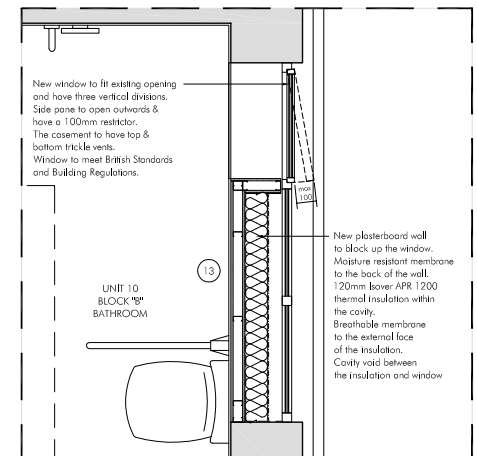 New window to fit existing opening
and have three vertical divisions.
Side pane to open outwards &
have a 100mm restrictor.
The casement to have top &
bottom trickle vents.
Window to meet British Standards
and Building Regulations.
max
100
New plasterboard wall
to block up the window.
Moisture resistant membrane
to the back of the wall.
120mm Isover APR 1200
thermal insulation within
the cavity.
Breathable membrane
to the external face
of the insulation.
Cavity void between
the insulation and window
13
UNIT 10
BLOCK "B"
BATHROOM